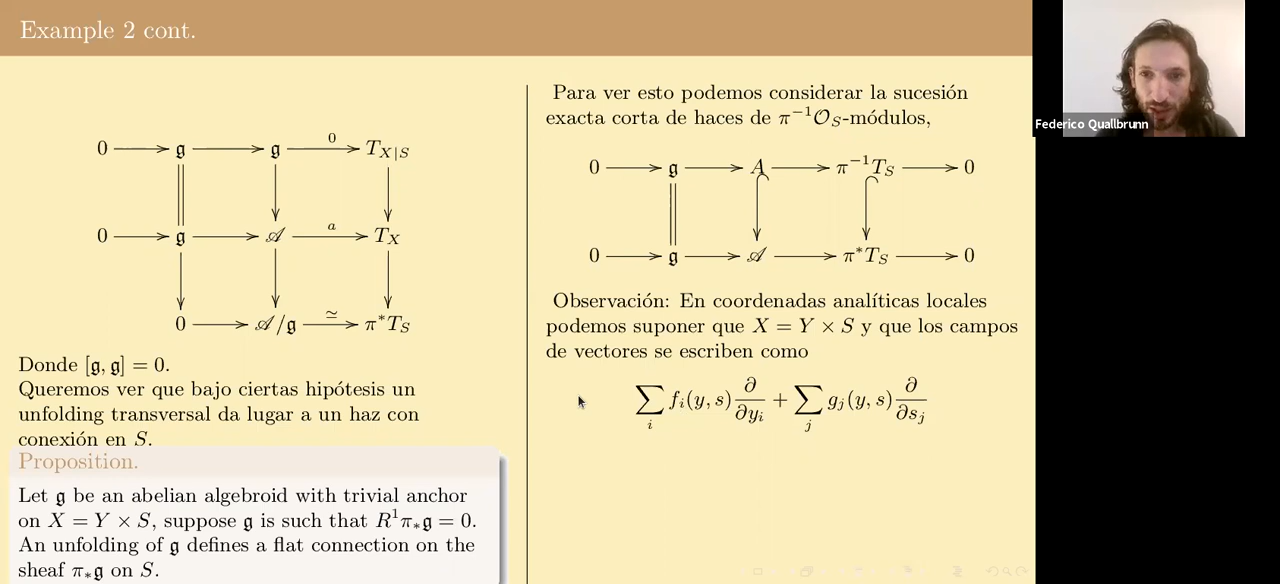 Example 2 cont.
0 𝔤 𝔤 0 T_{X|S}
0 𝔤 𝒜 a T_X
0 𝒜/𝔤 ≃ π*T_S
Donde [𝔤, 𝔤] = 0.
Queremos ver que bajo ciertas hipótesis un
unfolding transversal da lugar a un haz con
conexión en S.
Proposition.
Let 𝔤 be an abelian algebroid with trivial anchor
on X = Y × S, suppose 𝔤 is such that R¹π_*𝔤 = 0.
An unfolding of 𝔤 defines a flat connection on the
sheaf π_*𝔤 on S.
Para ver esto podemos considerar la sucesión
exacta corta de haces de π⁻¹𝒪_S-módulos,
0 𝔤 A π⁻¹T_S 0
0 𝔤 𝒜 π*T_S 0
Observación: En coordenadas analíticas locales
podemos suponer que X = Y × S y que los campos
de vectores se escriben como
∑_i f_i(y, s) ∂/∂y_i + ∑_j g_j(y, s) ∂/∂s_j
Federico Quallbrunn